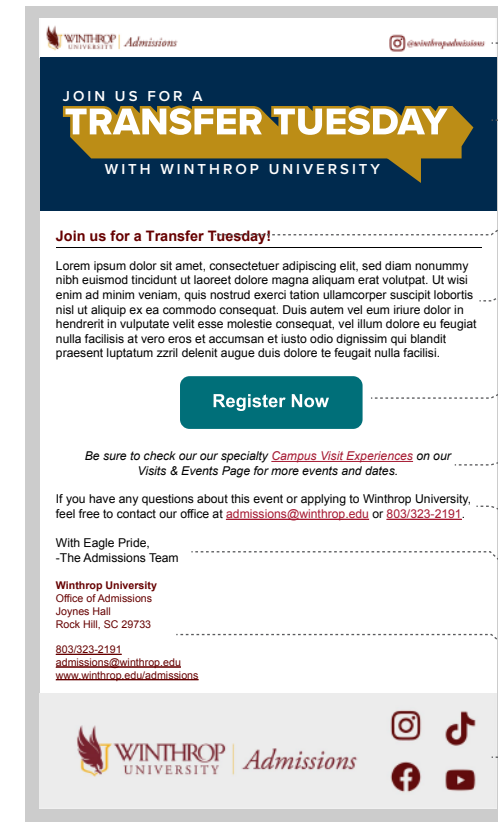 WINTHROP UNIVERSITY Admissions @winthropadmissions
JOIN US FOR A
TRANSFER TUESDAY
WITH WINTHROP UNIVERSITY
Join us for a Transfer Tuesday!
Lorem ipsum dolor sit amet, consectetuer adipiscing elit, sed diam nonummy
nibh euismod tincidunt ut laoreet dolore magna aliquam erat volutpat. Ut wisi
enim ad minim veniam, quis nostrud exerci tation ullamcorper suscipit lobortis
nisl ut aliquip ex ea commodo consequat. Duis autem vel eum iriure dolor in
hendrerit in vulputate velit esse molestie consequat, vel illum dolore eu feugiat
nulla facilisis at vero eros et accumsan et iusto odio dignissim qui blandit
praesent luptatum zzril delenit augue duis dolore te feugait nulla facilisi.
Register Now
Be sure to check our our specialty Campus Visit Experiences on our
Visits & Events Page for more events and dates.
If you have any questions about this event or applying to Winthrop University,
feel free to contact our office at admissions@winthrop.edu or 803/323-2191.
With Eagle Pride,
-The Admissions Team
Winthrop University
Office of Admissions
Joynes Hall
Rock Hill, SC 29733
803/323-2191
admissions@winthrop.edu
www.winthrop.edu/admissions
WINTHROP
UNIVERSITY Admissions